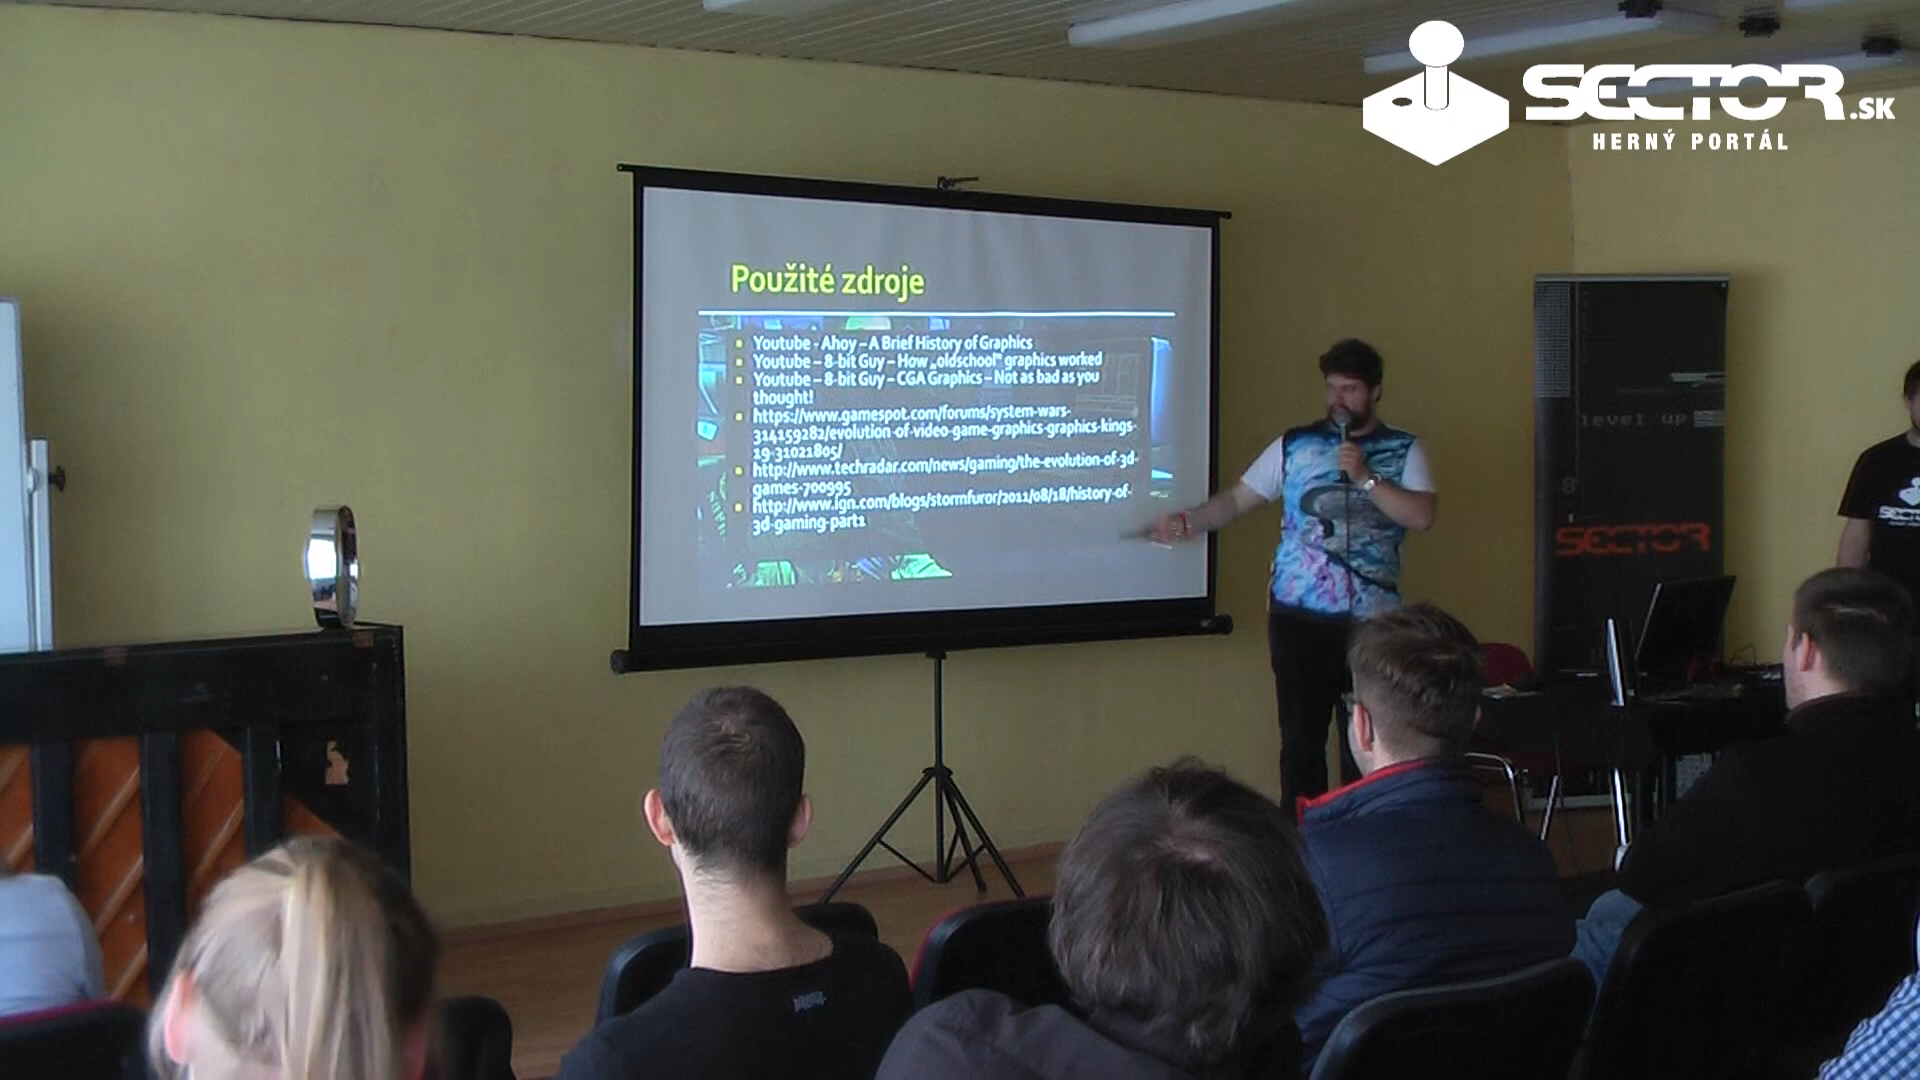 SECTOR.SK
HERNÝ PORTÁL
Použité zdroje
Youtube - Ahoy – A Brief History of Graphics
Youtube – 8-bit Guy – How „oldschool" graphics worked
Youtube – 8-bit Guy – CGA Graphics – Not as bad as you
thought!
https://www.gamespot.com/forums/system-wars-
314159282/evolution-of-video-game-graphics-graphics-kings-
19-31021805/
http://www.techradar.com/news/gaming/the-evolution-of-3d-
games-700995
http://www.ign.com/blogs/stormfuror/2011/08/18/history-of-
3d-gaming-part1
level up
SECTOR
SECTOR